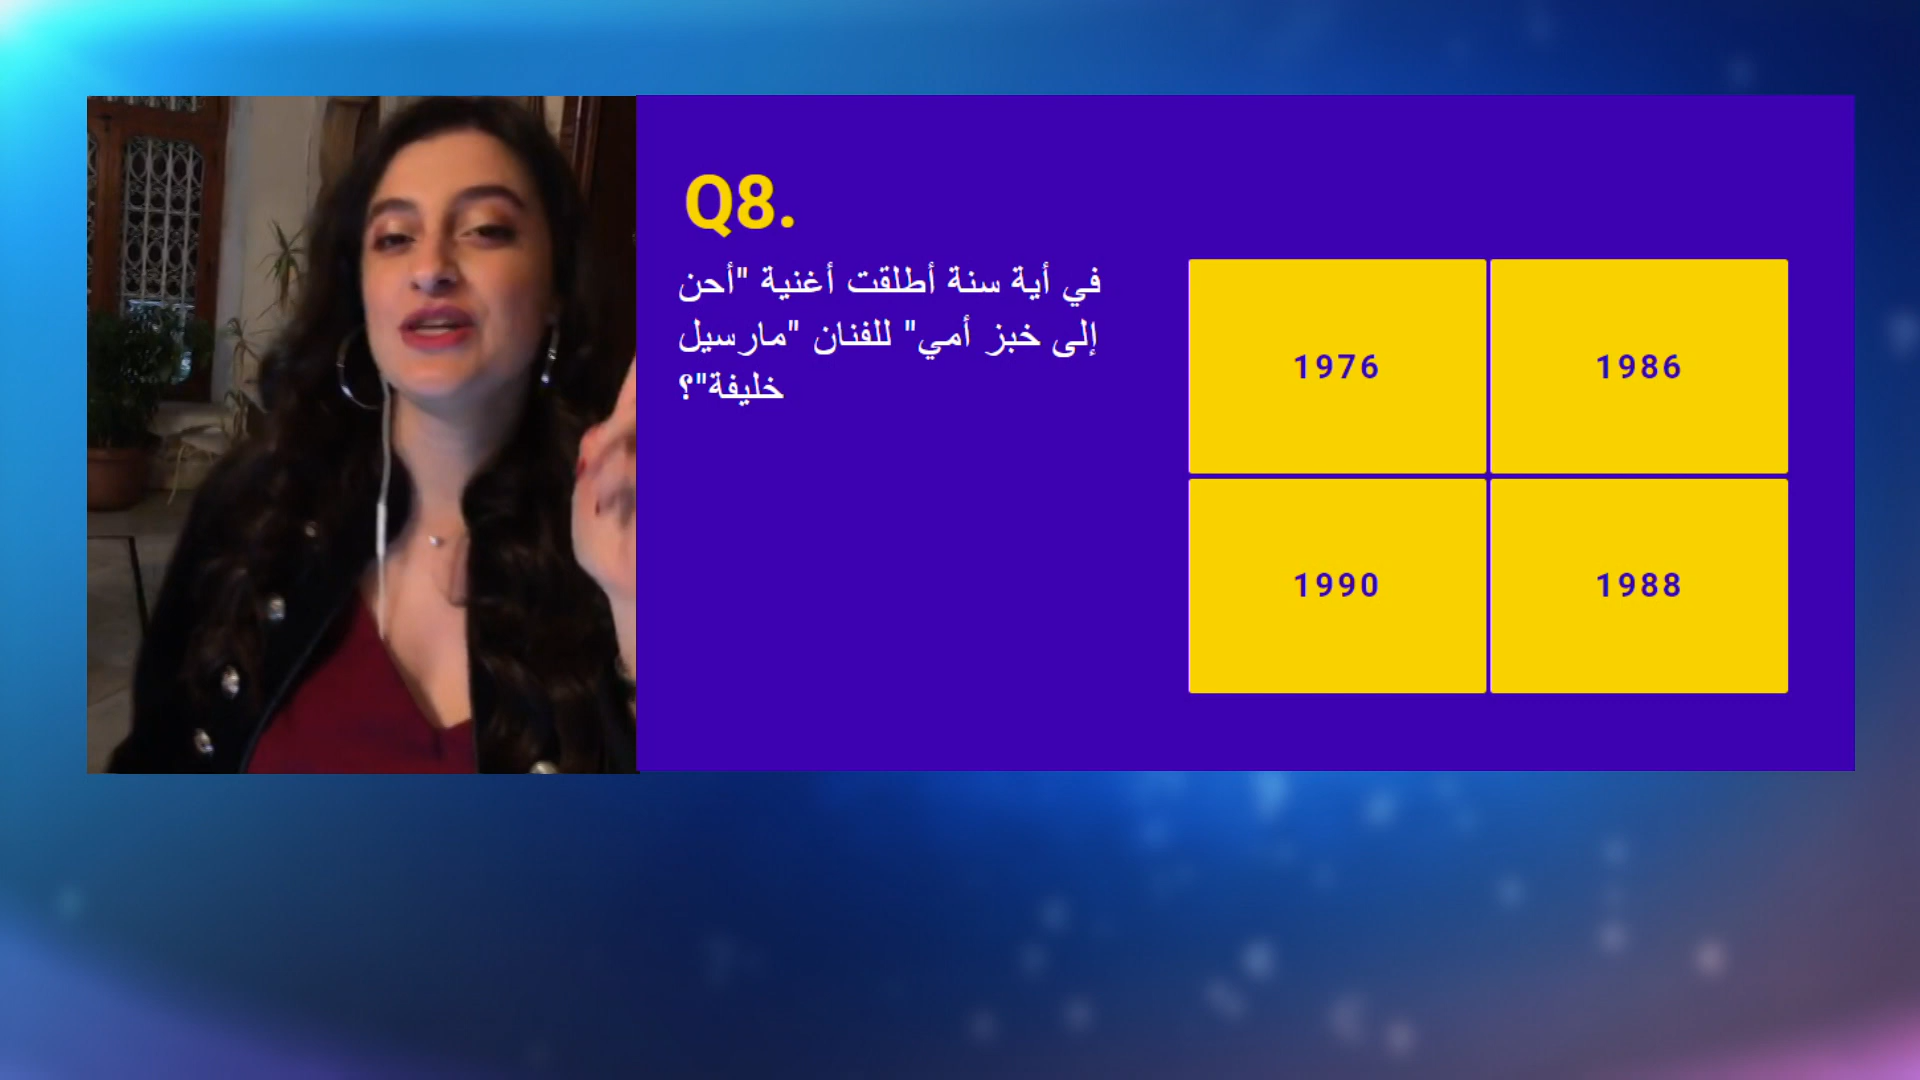 Q8.
في أية سنة أطلقت أغنية "أحن
إلى خبز أمي" للفنان "مارسيل
خليفة"؟
1976
1986
1990
1988